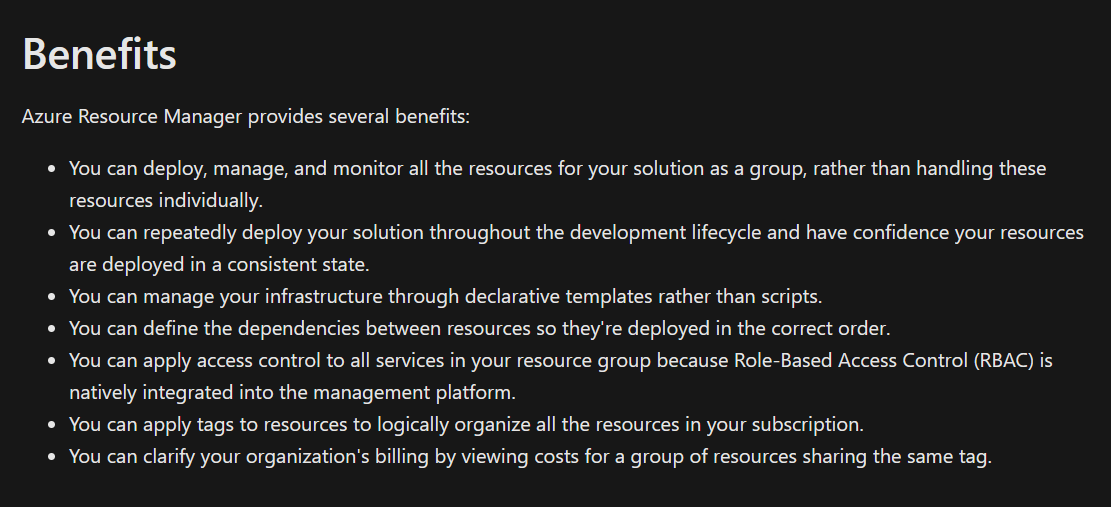 Benefits
Azure Resource Manager provides several benefits:
• You can deploy, manage, and monitor all the resources for your solution as a group, rather than handling these
resources individually.
• You can repeatedly deploy your solution throughout the development lifecycle and have confidence your resources
are deployed in a consistent state.
• You can manage your infrastructure through declarative templates rather than scripts.
• You can define the dependencies between resources so they're deployed in the correct order.
• You can apply access control to all services in your resource group because Role-Based Access Control (RBAC) is
natively integrated into the management platform.
• You can apply tags to resources to logically organize all the resources in your subscription.
• You can clarify your organization's billing by viewing costs for a group of resources sharing the same tag.